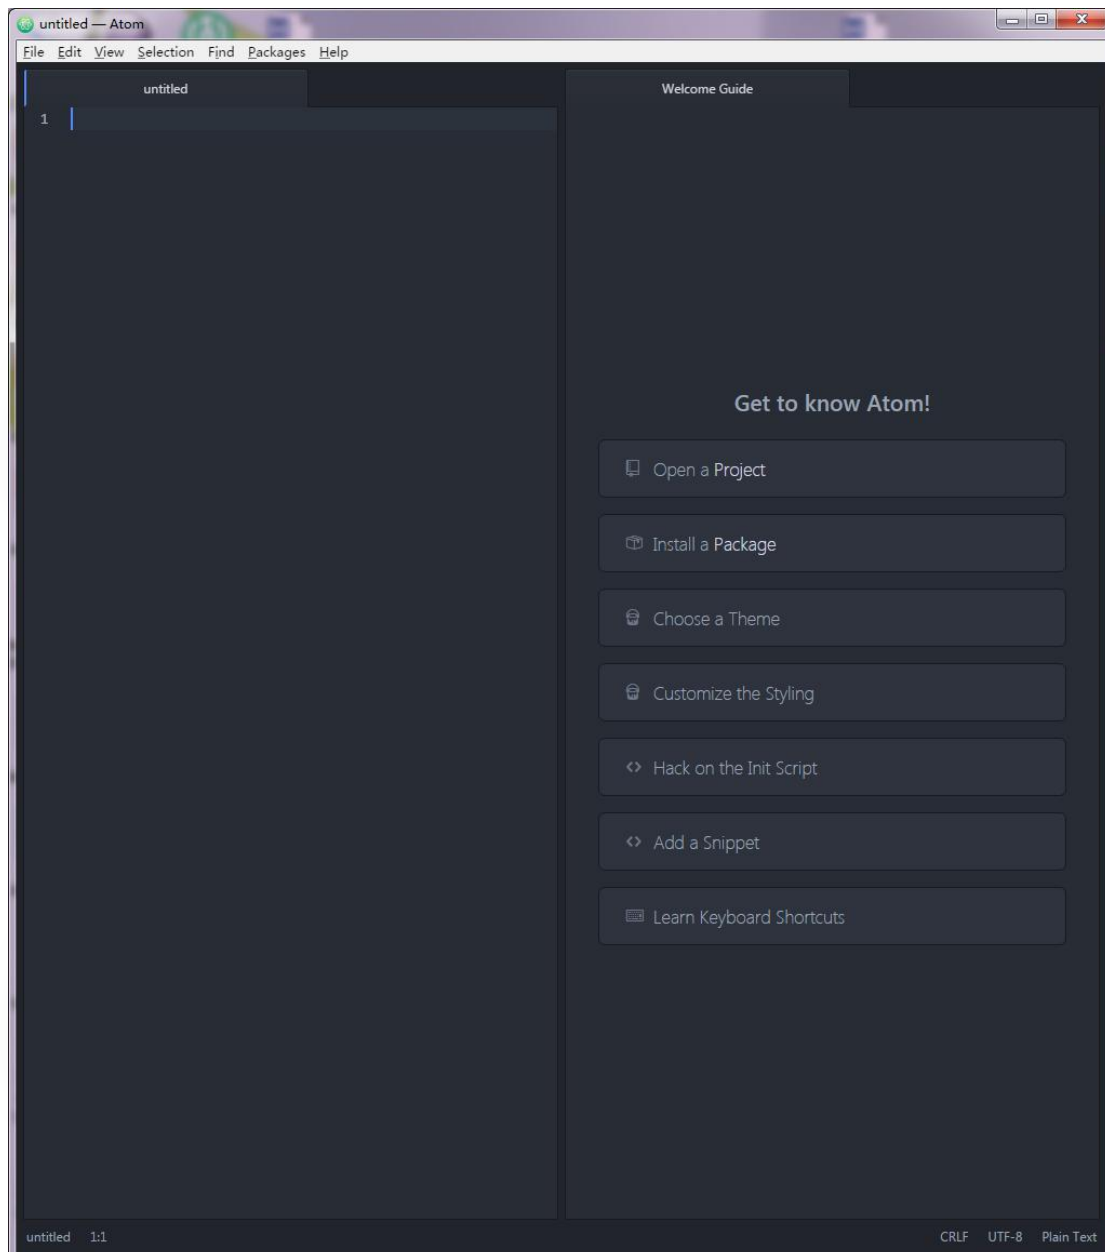 untitled — Atom
File Edit View Selection Find Packages Help
untitled
1
Welcome Guide
Get to know Atom!
Open a Project
Install a Package
Choose a Theme
Customize the Styling
Hack on the Init Script
Add a Snippet
Learn Keyboard Shortcuts
untitled 1:1 CRLF UTF-8 Plain Text